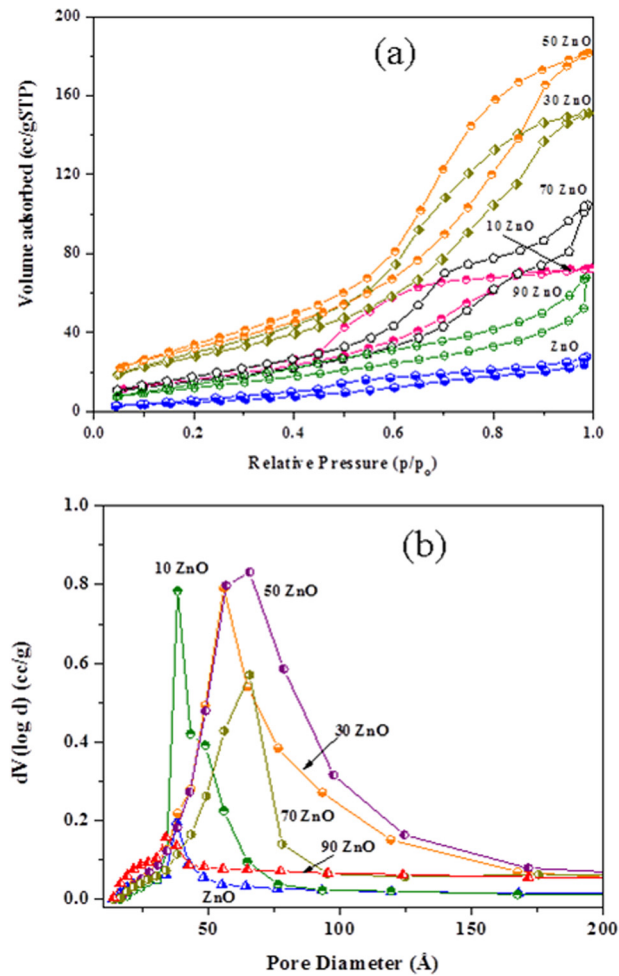 (a)
50 ZnO
30 ZnO
70 ZnO
10 ZnO
90 ZnO
ZnO
Volume adsorbed (cc/gSTP)
200
160
120
80
40
0
0.0 0.2 0.4 0.6 0.8 1.0
Relative Pressure (p/po)
(b)
10 ZnO
50 ZnO
30 ZnO
70 ZnO
90 ZnO
ZnO
dV(log d) (cc/g)
1.0
0.8
0.6
0.4
0.2
0.0
50 100 150 200
Pore Diameter (Å)